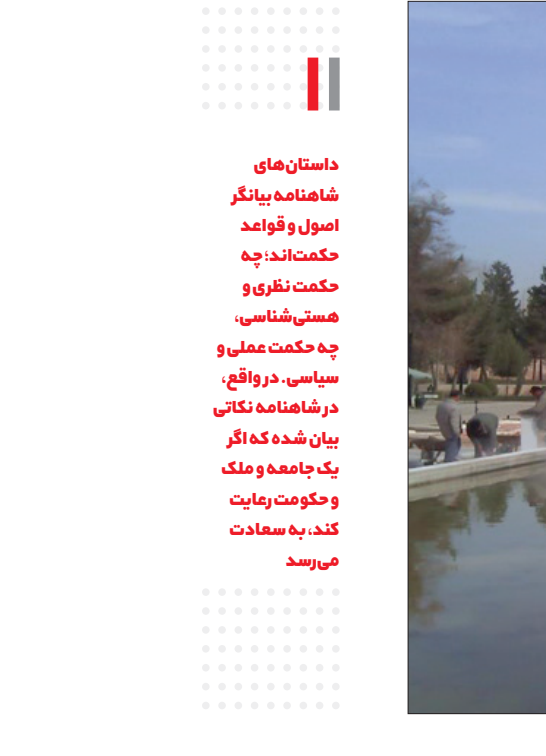 داستان‌های
شاهنامه بیانگر
اصول و قواعد
حکمت‌اند؛ چه
حکمت نظری و
هستی‌شناسی،
چه حکمت عملی و
سیاسی. در واقع،
در شاهنامه نکاتی
بیان شده که اگر
یک جامعه و ملک
و حکومت رعایت
کند، به سعادت
می‌رسد